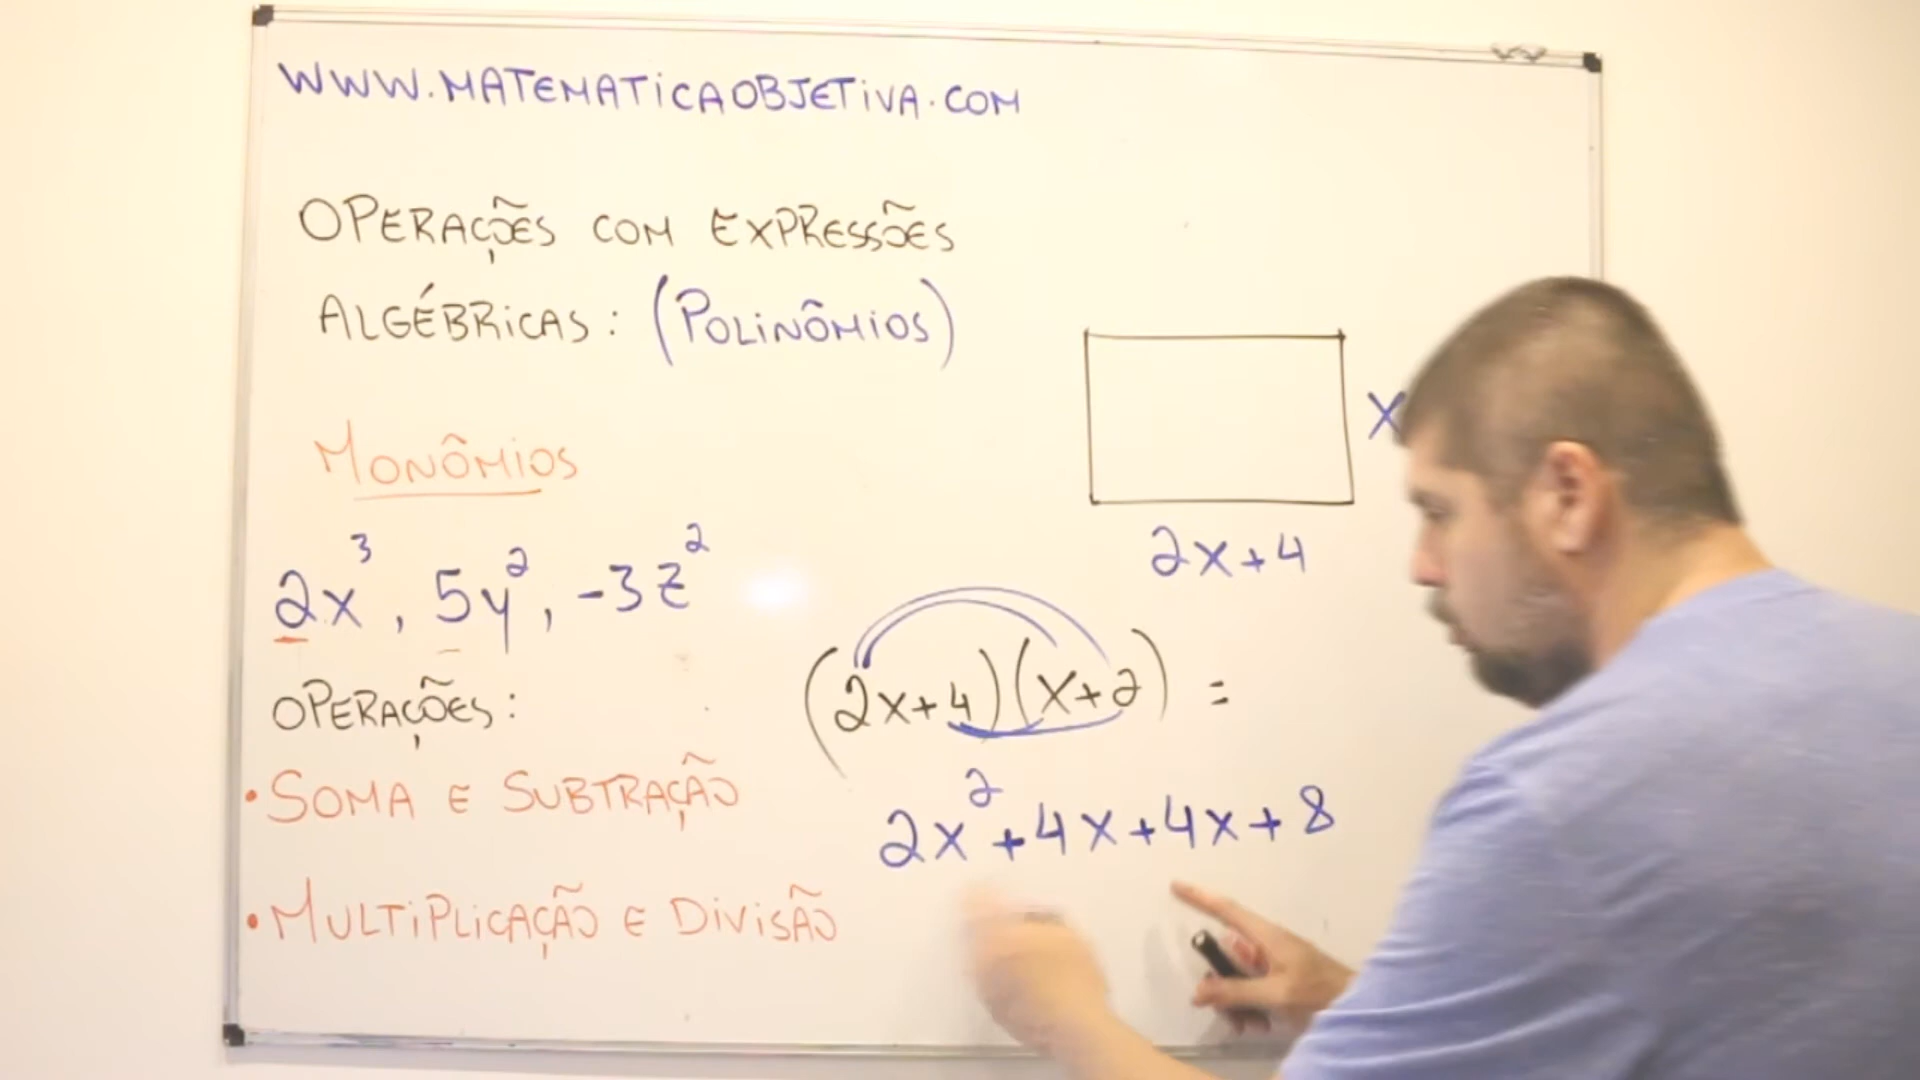 WWW.MATEMATiCAOBJETiVA.COM
OPERAÇÕES COM EXPRESSÕES
ALGÉBRiCAS: (POLiNÔMiOS)
MONÔMiOS
2x³, 5y², -3z²
OPERAÇÕES:
• SOMA E SUBTRAÇÃO
• MULTiPLiCAÇÃO E DiViSÃO
x
2x+4
(2x+4)(x+2) =
2x²+4x+4x+8